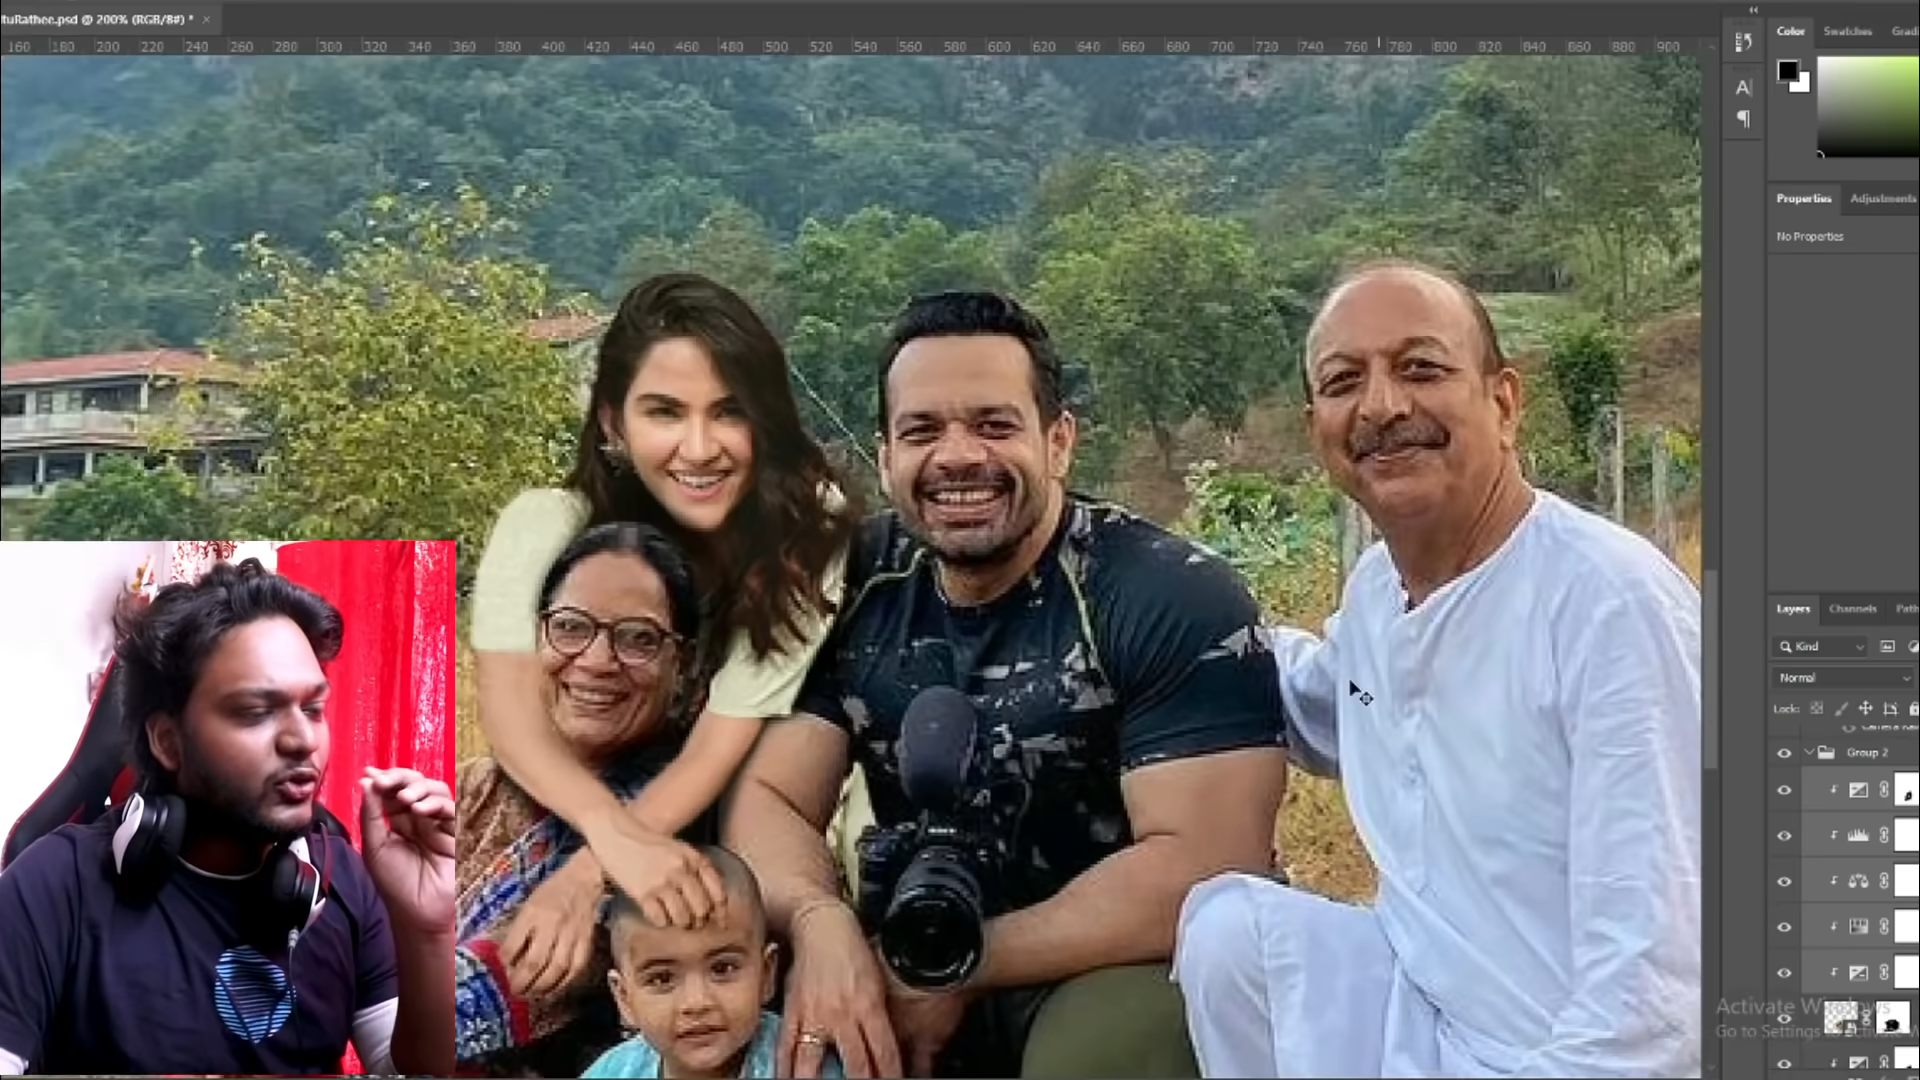 ituRathee.psd @ 200% (RGB/8#) *
160 180 200 220 240 260 280 300 320 340 360 380 400 420 440 460 480 500 520 540 560 580 600 620 640 660 680 700 720 740 760 780 800 820 840 860 880 900
Color Swatches Gradi
Properties Adjustments
No Properties
Layers Channels Path
Kind
Normal
Lock:
Group 2
Activate Windows
Go to Settings